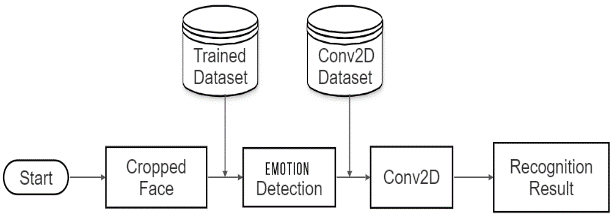 Trained
Dataset
Conv2D
Dataset
Start
Cropped
Face
EMOTION
Detection
Conv2D
Recognition
Result